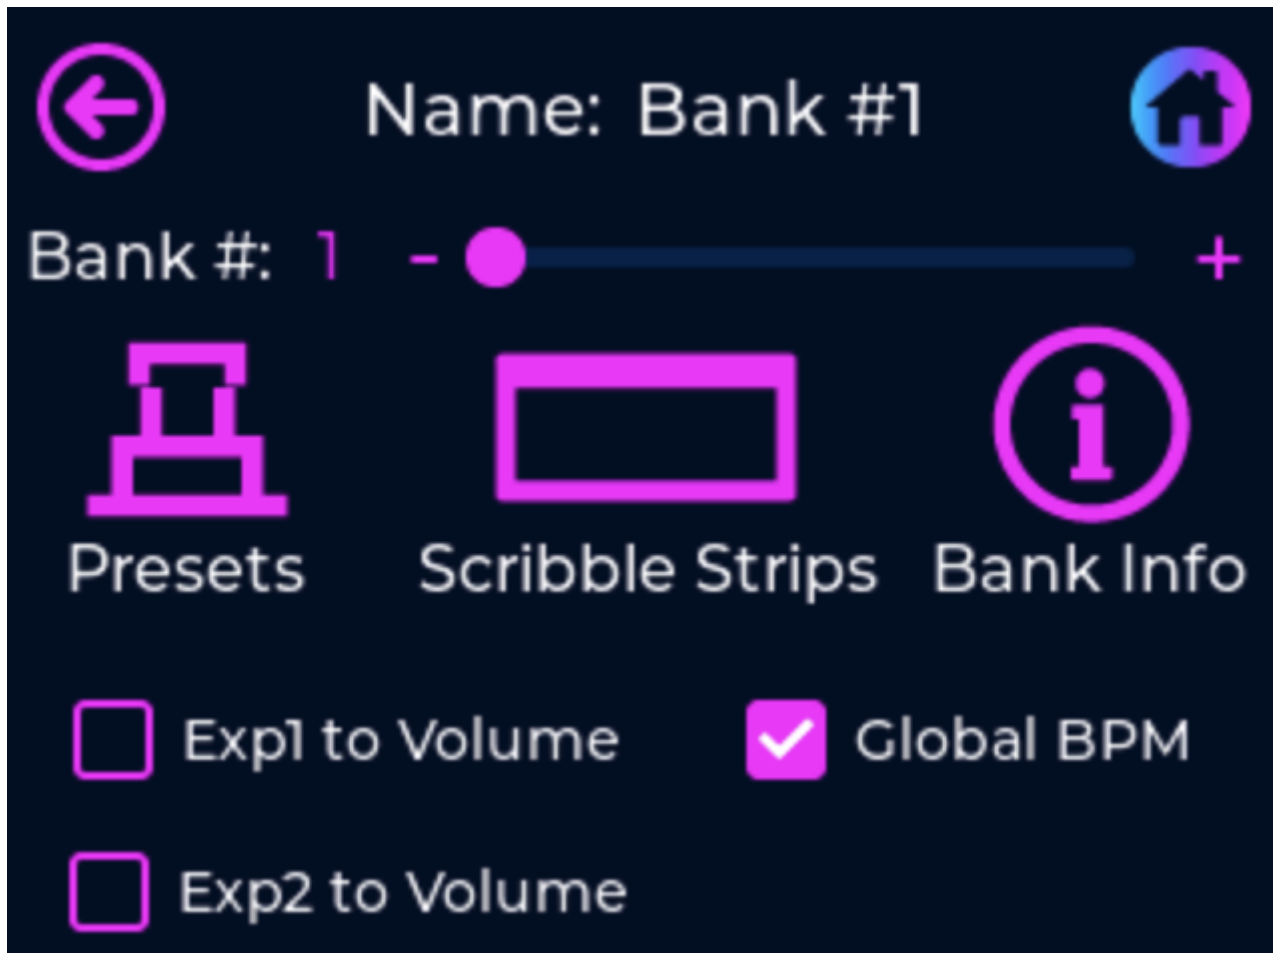 Name: Bank #1
Bank #: 1 - +
Presets Scribble Strips Bank Info
Exp1 to Volume Global BPM
Exp2 to Volume